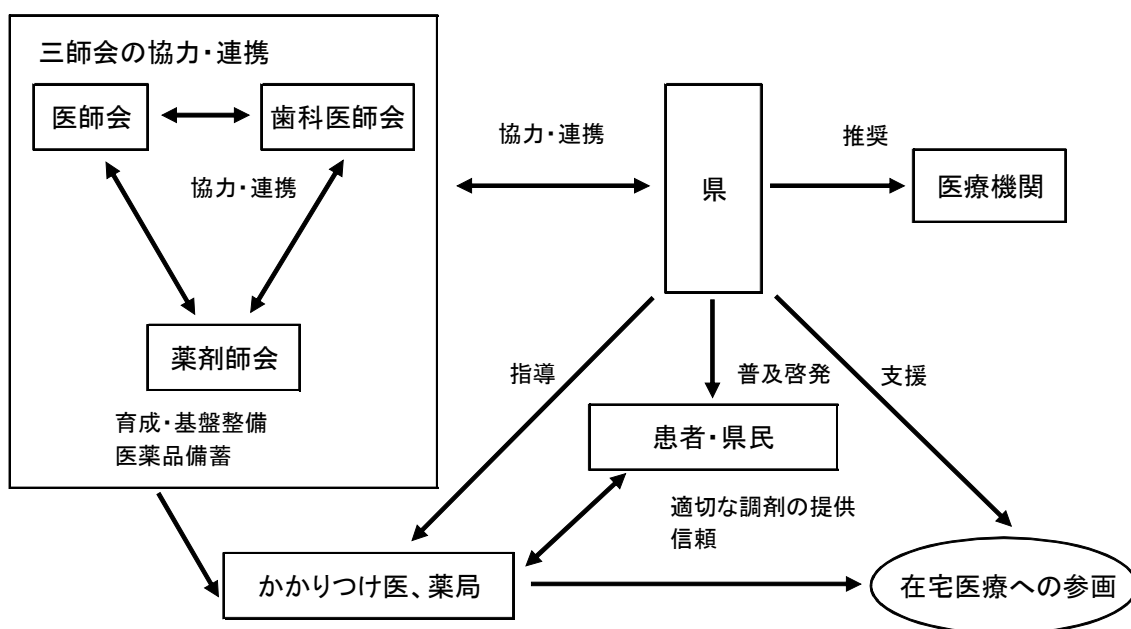 三師会の協力・連携
医師会
歯科医師会
協力・連携
薬剤師会
育成・基盤整備
医薬品備蓄
協力・連携
県
推奨
医療機関
指導
普及啓発
支援
患者・県民
適切な調剤の提供
信頼
かかりつけ医、薬局
在宅医療への参画